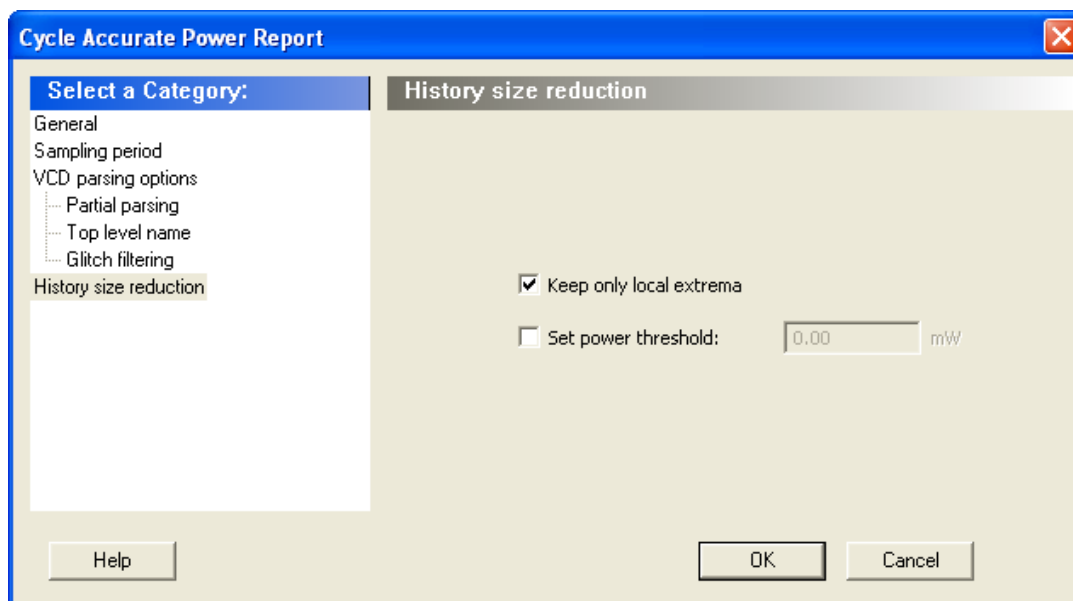 Cycle Accurate Power Report
Select a Category:
General
Sampling period
VCD parsing options
Partial parsing
Top level name
Glitch filtering
History size reduction
History size reduction
Keep only local extrema
Set power threshold: 0.00 mW
Help OK Cancel